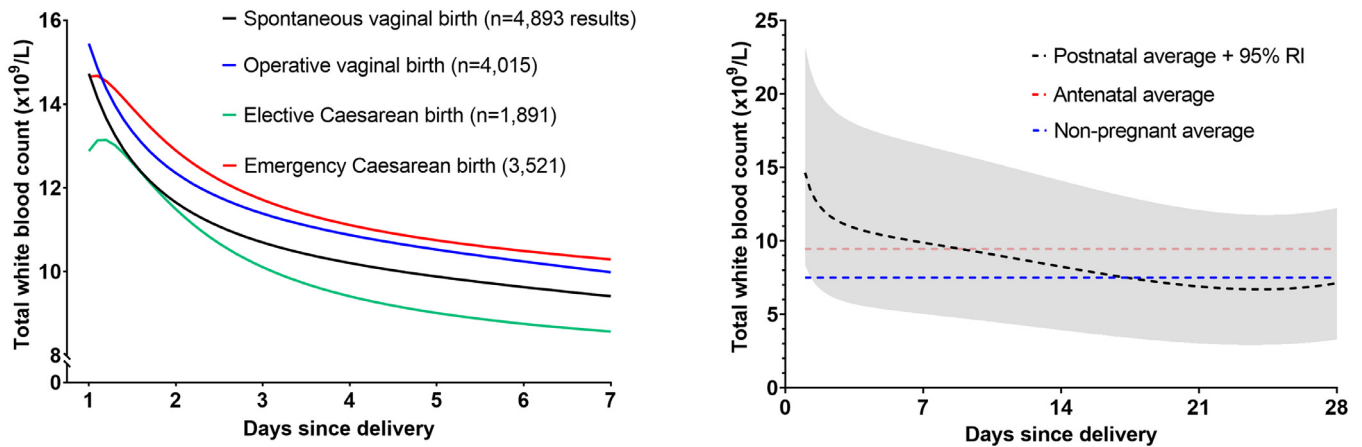 Total white blood count (x10⁹/L)
16
14
12
10
8
0
Spontaneous vaginal birth (n=4,893 results)
Operative vaginal birth (n=4,015)
Elective Caesarean birth (n=1,891)
Emergency Caesarean birth (3,521)
1 2 3 4 5 6 7
Days since delivery
Total white blood count (x10⁹/L)
25
20
15
10
5
0
Postnatal average + 95% RI
Antenatal average
Non-pregnant average
0 7 14 21 28
Days since delivery